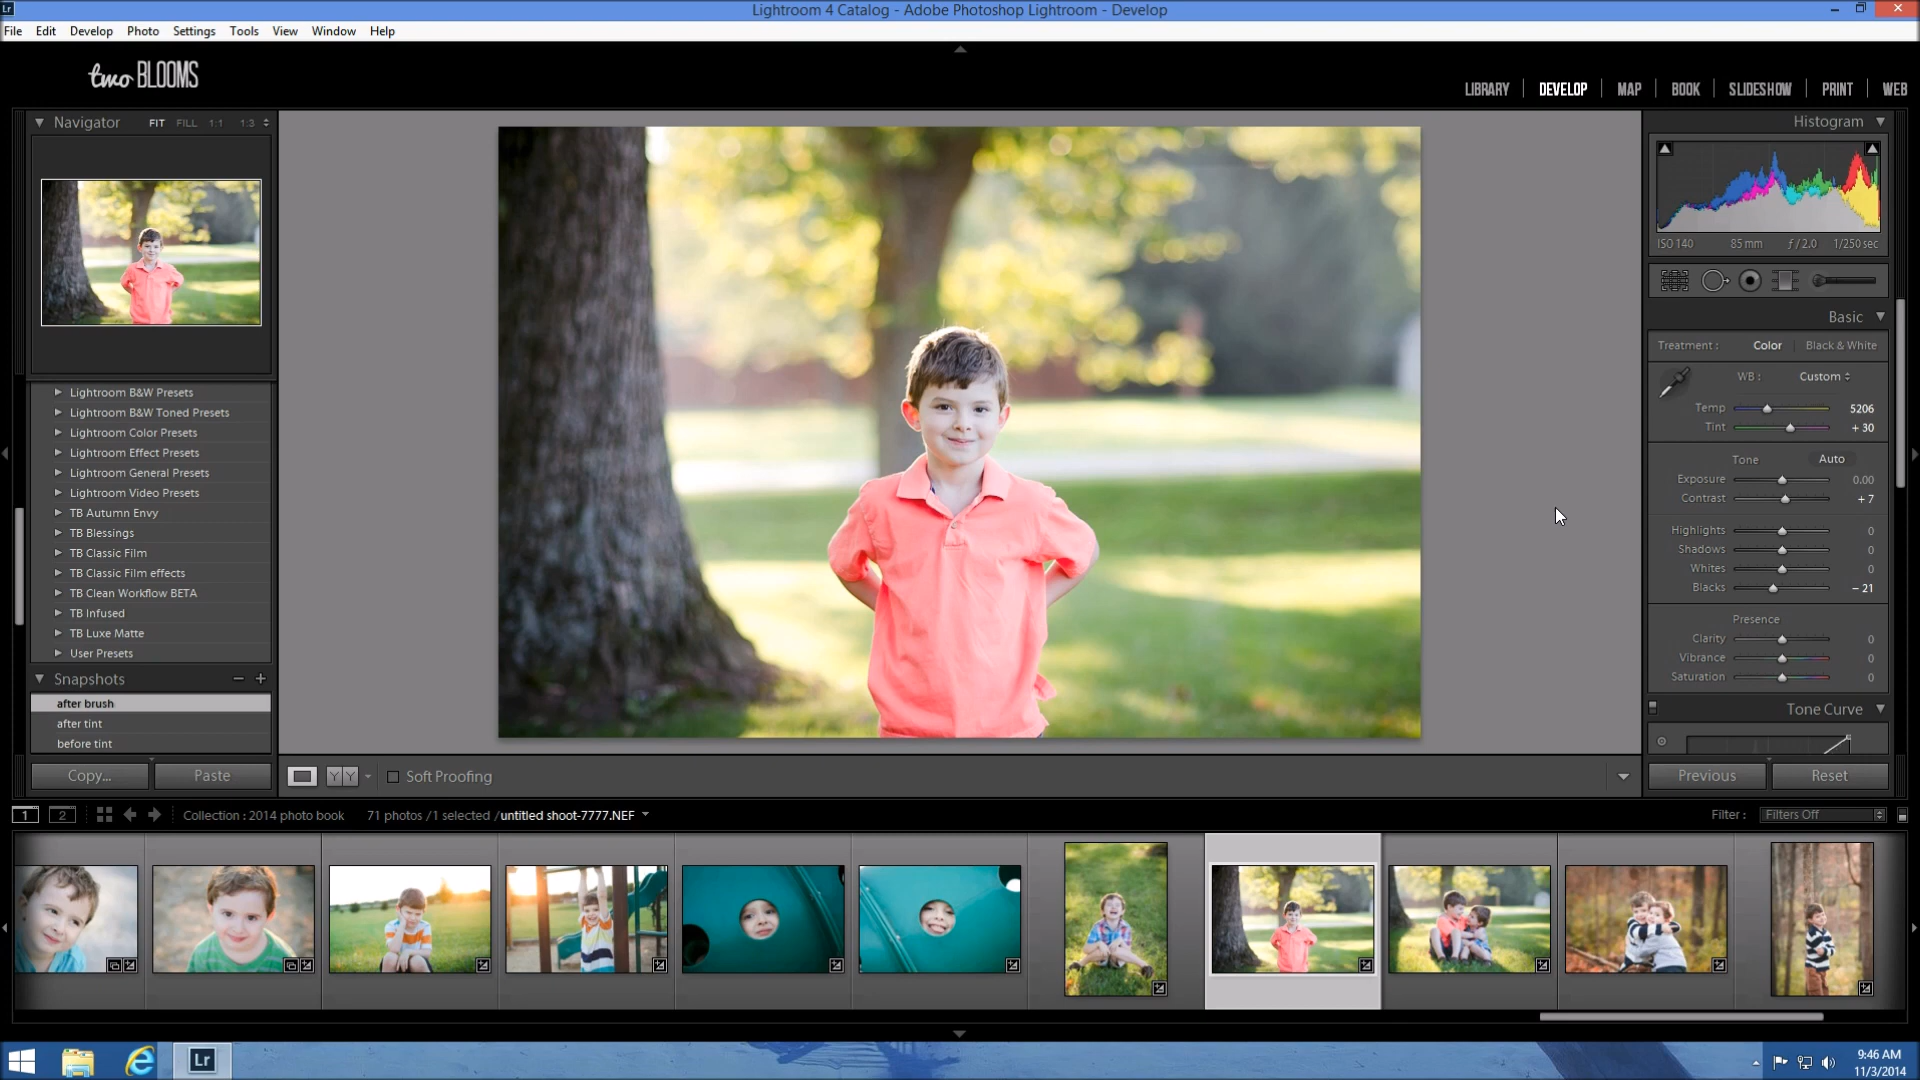 Lr
Lightroom 4 Catalog - Adobe Photoshop Lightroom - Develop
File Edit Develop Photo Settings Tools View Window Help
two BLOOMS
LIBRARY DEVELOP MAP BOOK SLIDESHOW PRINT WEB
Navigator FIT FILL 1:1 1:3
Histogram
ISO 140 85 mm ƒ / 2.0 1/250 sec
Basic
Treatment : Color Black & White
WB : Custom
Temp 5206
Tint + 30
Tone Auto
Exposure 0.00
Contrast + 7
Highlights 0
Shadows 0
Whites 0
Blacks − 21
Presence
Clarity 0
Vibrance 0
Saturation 0
Tone Curve
Lightroom B&W Presets
Lightroom B&W Toned Presets
Lightroom Color Presets
Lightroom Effect Presets
Lightroom General Presets
Lightroom Video Presets
TB Autumn Envy
TB Blessings
TB Classic Film
TB Classic Film effects
TB Clean Workflow BETA
TB Infused
TB Luxe Matte
User Presets
Snapshots
after brush
after tint
before tint
Copy... Paste
YY Soft Proofing
Previous Reset
1 2 Collection : 2014 photo book 71 photos / 1 selected / untitled shoot-7777.NEF
Filter : Filters Off
Lr
9:46 AM
11/3/2014